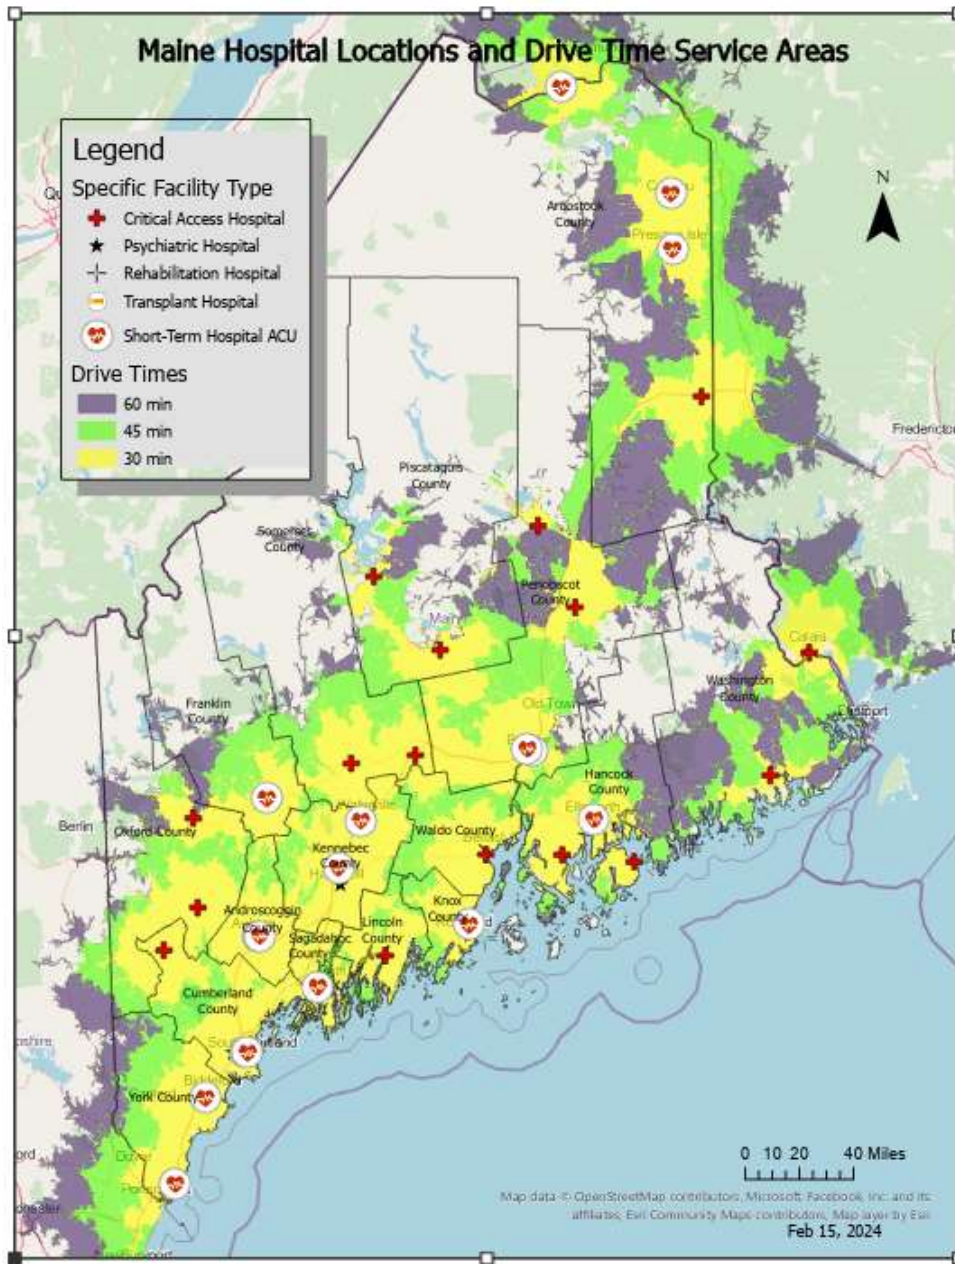 Maine Hospital Locations and Drive Time Service Areas
Legend
Specific Facility Type
Critical Access Hospital
Psychiatric Hospital
Rehabilitation Hospital
Transplant Hospital
Short-Term Hospital ACU
Drive Times
60 min
45 min
30 min
N
Aroostook
County
Presque Isle
Fredericton
Piscataquis
County
Somerset
County
Penobscot
County
Calais
Washington
County
Eastport
Franklin
County
Old Town
Hancock
County
Berlin
Oxford County
Waldo County
Kennebec
County
Androscoggin
County
Knox
County
Lincoln
County
Sagadahoc
County
Cumberland
County
York County
Dover
0 10 20 40 Miles
Map data © OpenStreetMap contributors, Microsoft, Facebook, Inc. and its
affiliates, Esri Community Maps contributors, Map layer by Esri
Feb 15, 2024